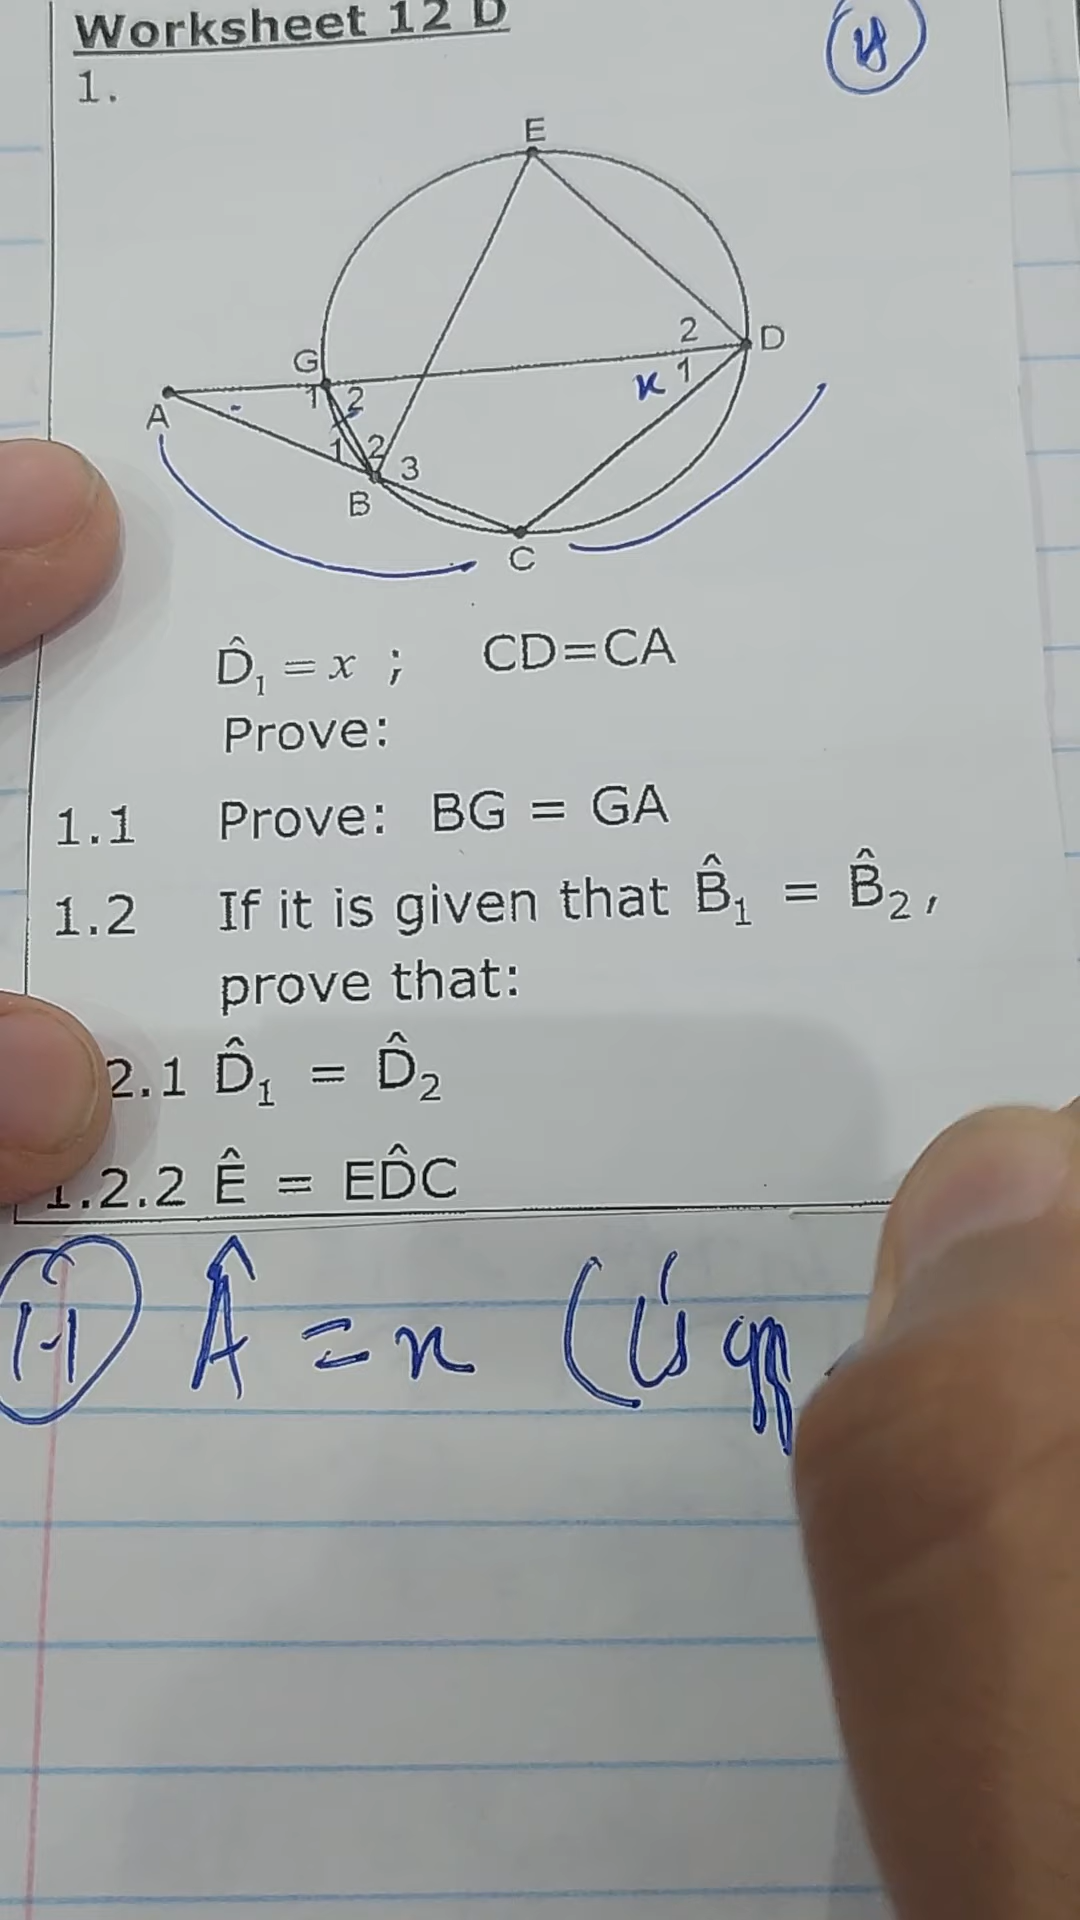 Worksheet 12 D
1.
E
2
D
G
x
1
1
2
A
1
2
3
B
C
D̂₁ = x ; CD=CA
Prove:
1.1 Prove: BG = GA
1.2 If it is given that B̂₁ = B̂₂,
prove that:
2.1 D̂₁ = D̂₂
1.2.2 Ê = ED̂C
1.1 Â = x (